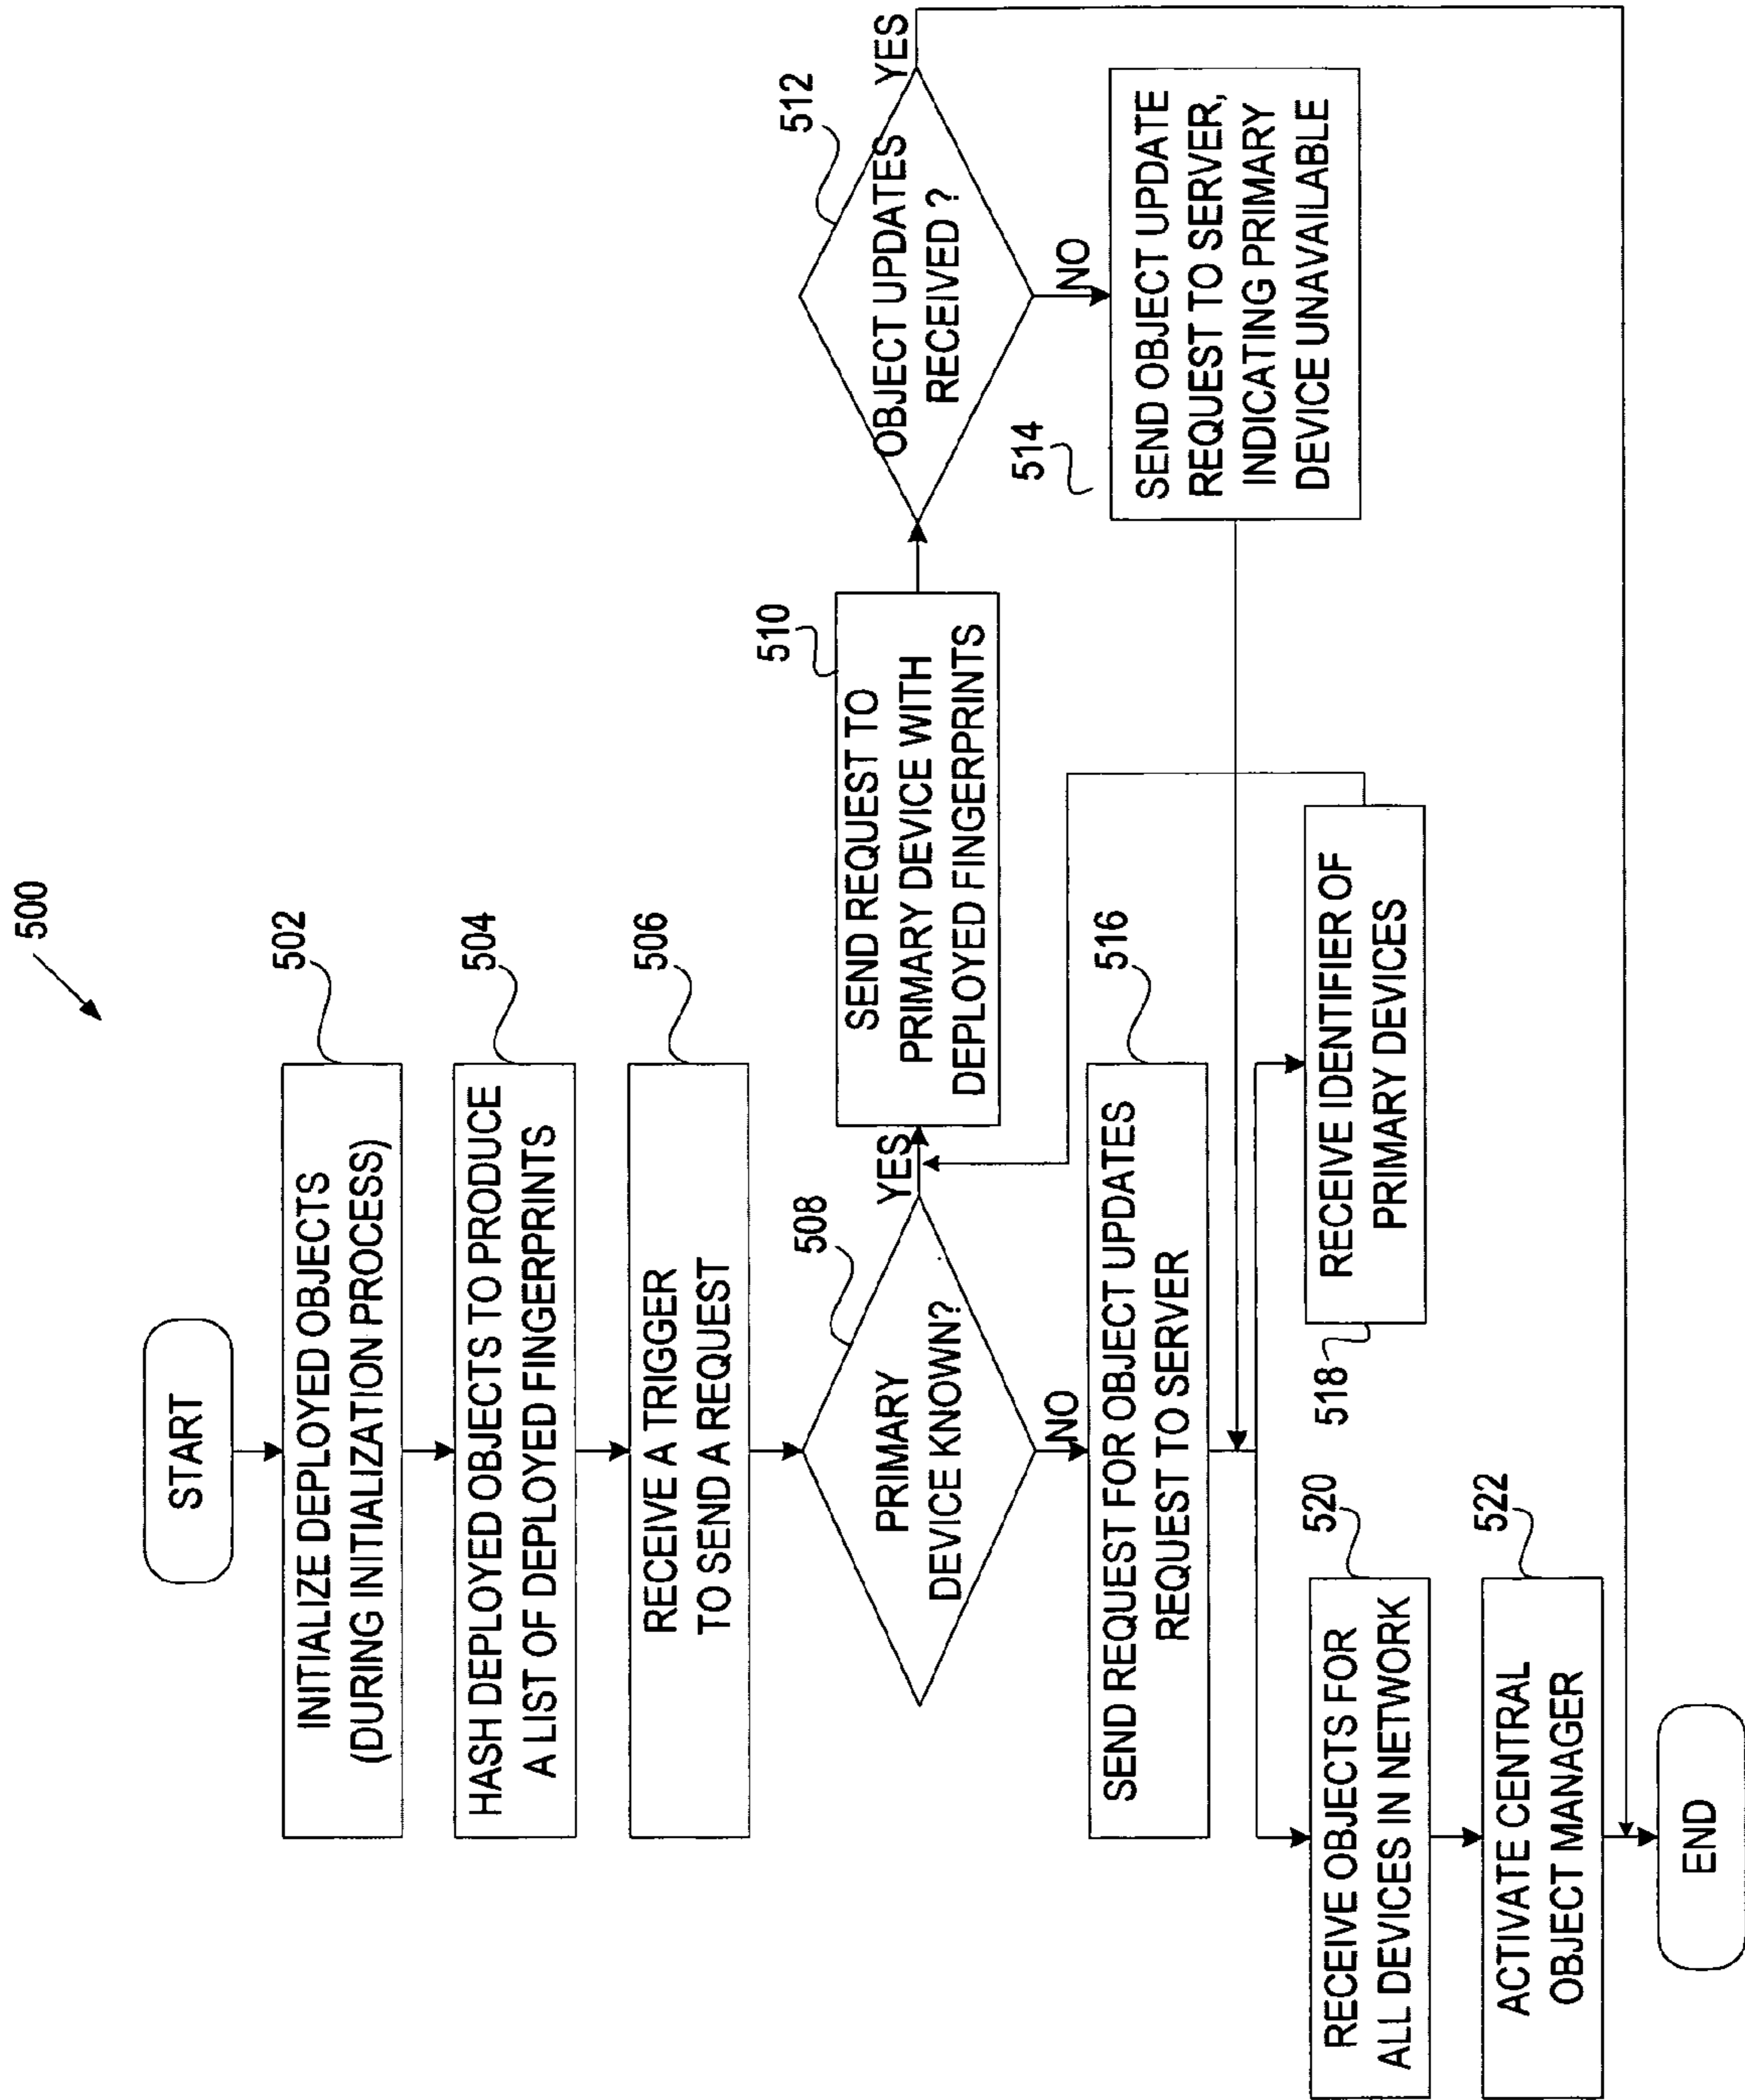 500
START
INITIALIZE DEPLOYED OBJECTS
(DURING INITIALIZATION PROCESS)
502
HASH DEPLOYED OBJECTS TO PRODUCE
A LIST OF DEPLOYED FINGERPRINTS
504
RECEIVE A TRIGGER
TO SEND A REQUEST
506
PRIMARY
DEVICE KNOWN?
508
YES
NO
SEND REQUEST TO
PRIMARY DEVICE WITH
DEPLOYED FINGERPRINTS
510
OBJECT UPDATES
RECEIVED ?
512
YES
NO
SEND OBJECT UPDATE
REQUEST TO SERVER,
INDICATING PRIMARY
DEVICE UNAVAILABLE
514
SEND REQUEST FOR OBJECT UPDATES
REQUEST TO SERVER
516
RECEIVE IDENTIFIER OF
PRIMARY DEVICES
518
RECEIVE OBJECTS FOR
ALL DEVICES IN NETWORK
520
ACTIVATE CENTRAL
OBJECT MANAGER
522
END